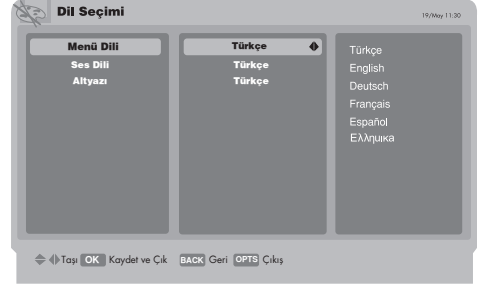 Dil Seçimi
19/May 11:30
Menü Dili
Ses Dili
Altyazı
Türkçe
Türkçe
Türkçe
Türkçe
English
Deutsch
Français
Español
Ελληυικα
Taşı OK Kaydet ve Çık BACK Geri OPTS Çıkış